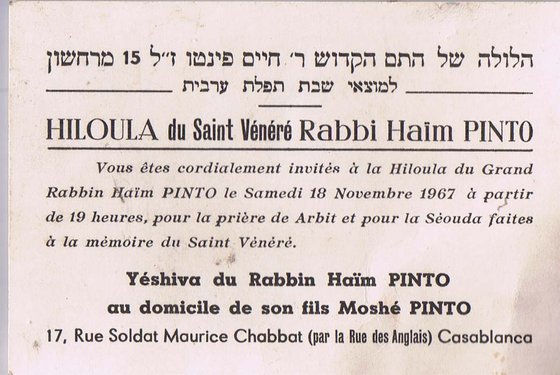 הלולה של התם הקדוש ר׳ חיים פינטו ז״ל 15 מרחשון
למוצאי שבת תפלת ערבית
HILOULA du Saint Vénéré Rabbi Haïm PINTO
Vous êtes cordialement invités à la Hiloula du Grand
Rabbin Haïm PINTO le Samedi 18 Novembre 1967 à partir
de 19 heures, pour la prière de Arbit et pour la Séouda faites
à la mémoire du Saint Vénéré.
Yéshiva du Rabbin Haïm PINTO
au domicile de son fils Moshé PINTO
17, Rue Soldat Maurice Chabbat (par la Rue des Anglais) Casablanca